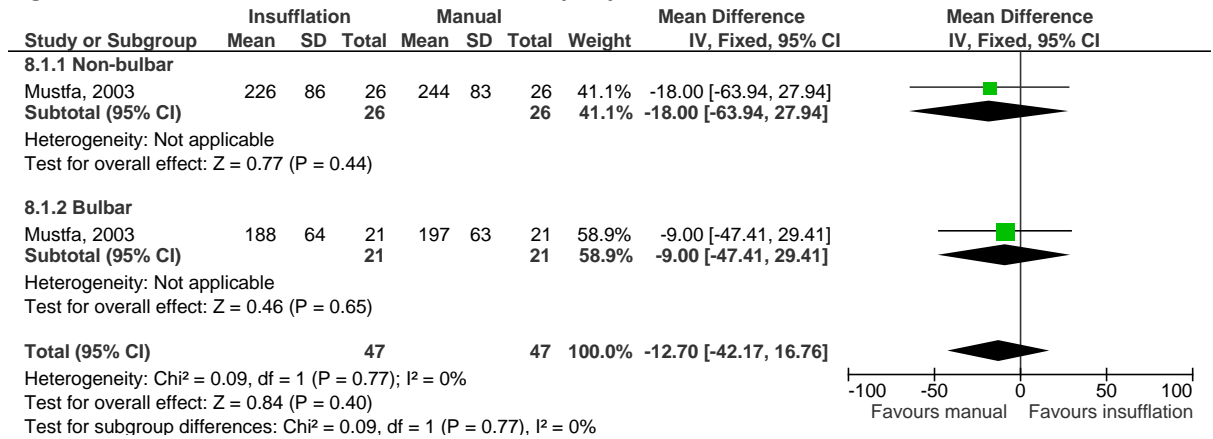 Insufflation Manual Mean Difference Mean Difference
Study or Subgroup Mean SD Total Mean SD Total Weight IV, Fixed, 95% CI IV, Fixed, 95% CI
8.1.1 Non-bulbar
Mustfa, 2003 226 86 26 244 83 26 41.1% -18.00 [-63.94, 27.94]
Subtotal (95% CI) 26 26 41.1% -18.00 [-63.94, 27.94]
Heterogeneity: Not applicable
Test for overall effect: Z = 0.77 (P = 0.44)
8.1.2 Bulbar
Mustfa, 2003 188 64 21 197 63 21 58.9% -9.00 [-47.41, 29.41]
Subtotal (95% CI) 21 21 58.9% -9.00 [-47.41, 29.41]
Heterogeneity: Not applicable
Test for overall effect: Z = 0.46 (P = 0.65)
Total (95% CI) 47 47 100.0% -12.70 [-42.17, 16.76]
Heterogeneity: Chi² = 0.09, df = 1 (P = 0.77); I² = 0%
Test for overall effect: Z = 0.84 (P = 0.40)
Test for subgroup differences: Chi² = 0.09, df = 1 (P = 0.77), I² = 0%
-100 -50 0 50 100
Favours manual Favours insufflation